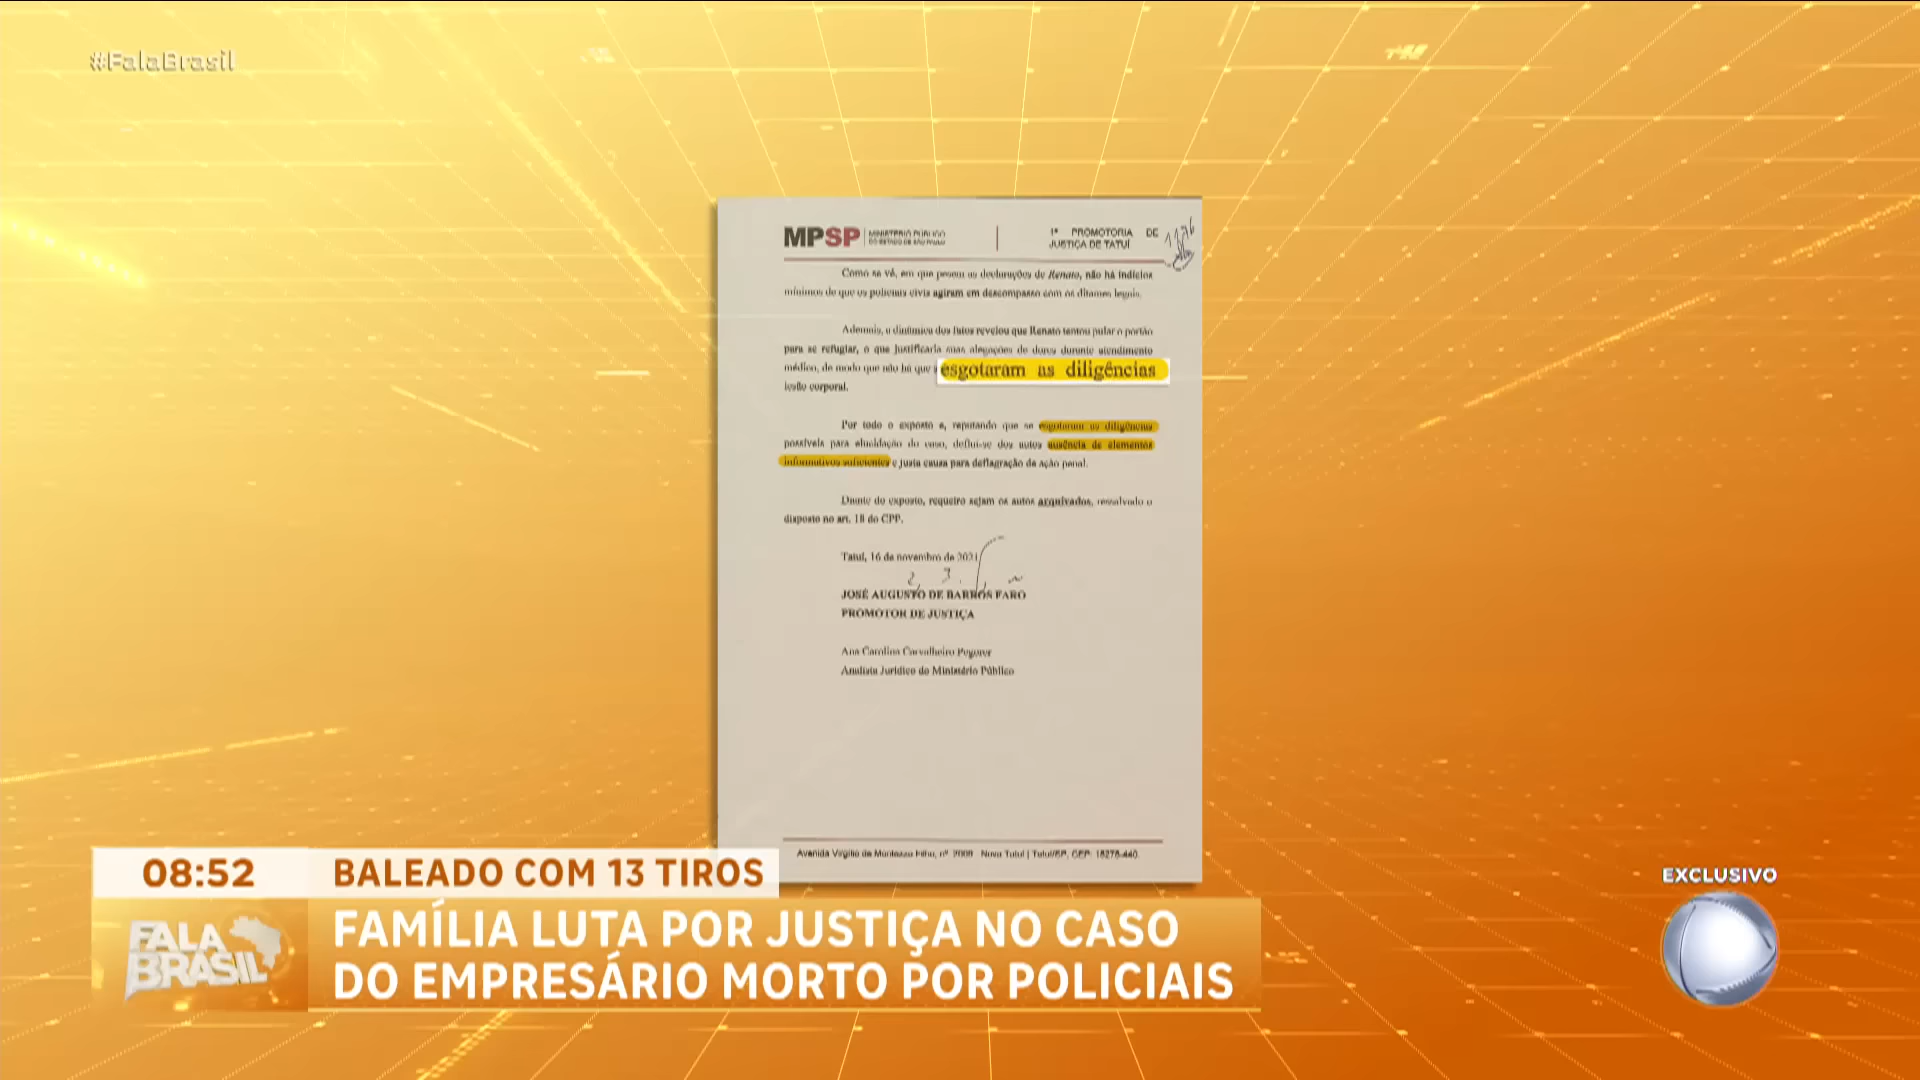 #FalaBrasil
MPSP MINISTÉRIO PÚBLICO
DO ESTADO DE SÃO PAULO
1ª PROMOTORIA DE
JUSTIÇA DE TATUÍ
Como se vê, em que pesem as declarações de Renato, não há indícios
mínimos de que os policiais civis agiram em descompasso com os ditames legais.
Ademais, a dinâmica dos fatos revelou que Renato tentou pular o portão
para se refugiar, o que justificaria suas alegações de dores durante atendimento
médico, de modo que não há que
esgotaram as diligências
lesão corporal.
Por todo o exposto e, reputando que se esgotaram as diligências
possíveis para elucidação do caso, deflui-se dos autos ausência de elementos
informativos suficientes e justa causa para deflagração da ação penal.
Diante do exposto, requeiro sejam os autos arquivados, ressalvado o
disposto no art. 18 do CPP.
Tatuí, 16 de novembro de 2021
JOSÉ AUGUSTO DE BARROS FARO
PROMOTOR DE JUSTIÇA
Ana Carolina Carvalheiro Pegorer
Analista Jurídico do Ministério Público
Avenida Virgílio de Montezzo Filho, nº 2009 Nova Tatuí | Tatuí/SP, CEP: 18278-440.
08:52
BALEADO COM 13 TIROS
FALA
BRASIL
FAMÍLIA LUTA POR JUSTIÇA NO CASO
DO EMPRESÁRIO MORTO POR POLICIAIS
EXCLUSIVO